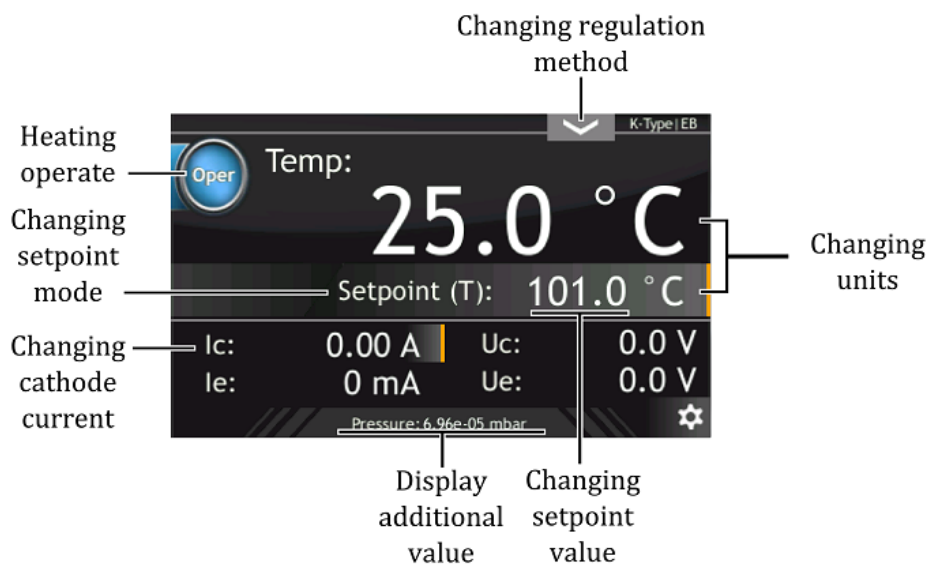 Changing regulation
method
K-Type|EB
Heating
operate
Oper
Temp:
25.0 °C
Changing
setpoint
mode
Setpoint (T): 101.0 °C
Changing
units
Changing
cathode
current
Ic: 0.00 A Uc: 0.0 V
Ie: 0 mA Ue: 0.0 V
Pressure: 6.96e-05 mbar
Display
additional
value
Changing
setpoint
value